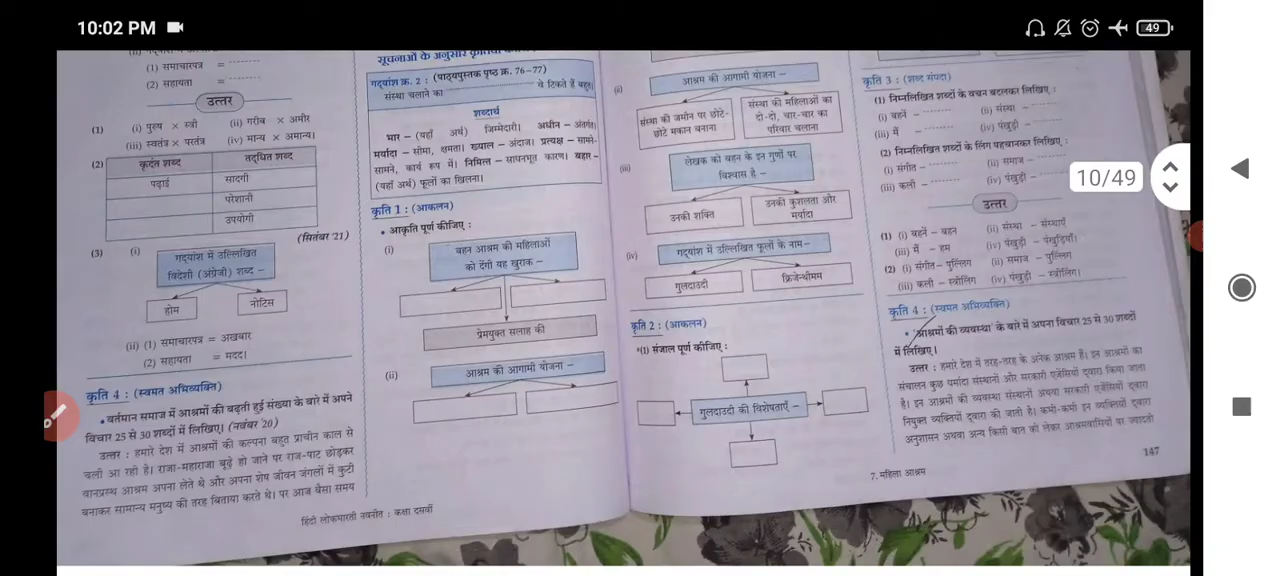 10:02 PM
49
(1) समाचारपत्र =
(2) सहायता =
उत्तर
(1) (i) पुरुष × स्त्री (ii) गरीब × अमीर
(iii) स्वतंत्र × परतंत्र (iv) मान्य × अमान्य।
(2)
कृदंत शब्द तद्धित शब्द
पढ़ाई सादगी
परेशानी
उपयोगी
(सितंबर '21)
(3) (i) गद्यांश में उल्लिखित
विदेशी (अंग्रेजी) शब्द –
होम नोटिस
(ii) (1) समाचारपत्र = अखबार
(2) सहायता = मदद।
कृति 4 : (स्वमत अभिव्यक्ति)
• वर्तमान समाज में आश्रमों की बढ़ती हुई संख्या के बारे में अपने
विचार 25 से 30 शब्दों में लिखिए। (नवंबर '20)
उत्तर : हमारे देश में आश्रमों की कल्पना बहुत प्राचीन काल से
चली आ रही है। राजा-महाराजा बूढ़े हो जाने पर राज-पाट छोड़कर
वानप्रस्थ आश्रम अपना लेते थे और अपना शेष जीवन जंगलों में कुटी
बनाकर सामान्य मनुष्य की तरह बिताया करते थे। पर आज वैसा समय
हिंदी लोकभारती नवनीत : कक्षा दसवीं
सूचनाओं के अनुसार कृतियाँ
गद्यांश क्र. 2 : (पाठ्यपुस्तक पृष्ठ क्र. 76–77)
संस्था चलाने का वे टिकते हैं बहुत।
शब्दार्थ
भार – (यहाँ अर्थ) जिम्मेदारी। अधीन – अंतर्गत।
मर्यादा – सीमा, क्षमता। ख्याल – अंदाज। प्रत्यक्ष – सामने-
सामने, कार्य रूप में। निमित्त – साधनभूत कारण। बहार –
(यहाँ अर्थ) फूलों का खिलना।
कृति 1 : (आकलन)
• आकृति पूर्ण कीजिए :
(i) बहन आश्रम की महिलाओं
को देंगी यह खुराक –
प्रेमयुक्त सलाह की
(ii) आश्रम की आगामी योजना –
(ii) आश्रम की आगामी योजना –
संस्था की जमीन पर छोटे-
छोटे मकान बनाना
संस्था की महिलाओं का
दो-दो, चार-चार का
परिवार चलाना
(iii) लेखक को बहन के इन गुणों पर
विश्वास है –
उनकी शक्ति
उनकी कुशलता और
मर्यादा
(iv) गद्यांश में उल्लिखित फूलों के नाम –
गुलदाउदी क्रिजेन्थीमम
कृति 2 : (आकलन)
*(1) संजाल पूर्ण कीजिए :
गुलदाउदी की विशेषताएँ –
7. महिला आश्रम
कृति 3 : (शब्द संपदा)
(1) निम्नलिखित शब्दों के वचन बदलकर लिखिए :
(i) बहनें – (ii) संस्था –
(iii) मैं – (iv) पंखुड़ी –
(2) निम्नलिखित शब्दों के लिंग पहचानकर लिखिए :
(i) संगीत – (ii) समाज –
(iii) कली – (iv) पंखुड़ी –
उत्तर
(1) (i) बहनें – बहन (ii) संस्था – संस्थाएँ
(iii) मैं – हम (iv) पंखुड़ी – पंखुड़ियाँ।
(2) (i) संगीत – पुल्लिंग (ii) समाज – पुल्लिंग
(iii) कली – स्त्रीलिंग (iv) पंखुड़ी – स्त्रीलिंग।
कृति 4 : (स्वमत अभिव्यक्ति)
• 'आश्रमों की व्यवस्था' के बारे में अपना विचार 25 से 30 शब्दों
में लिखिए।
उत्तर : हमारे देश में तरह-तरह के अनेक आश्रम हैं। इन आश्रमों का
संचालन कुछ धर्मादा संस्थानों और सरकारी एजेंसियों द्वारा किया जाता
है। इन आश्रमों की व्यवस्था संस्थानों अथवा सरकारी एजेंसियों द्वारा
नियुक्त व्यक्तियों द्वारा की जाती है। कभी-कभी इन व्यक्तियों द्वारा
अनुशासन अथवा अन्य किसी बात को लेकर आश्रमवासियों पर ज्यादती
147
10/49